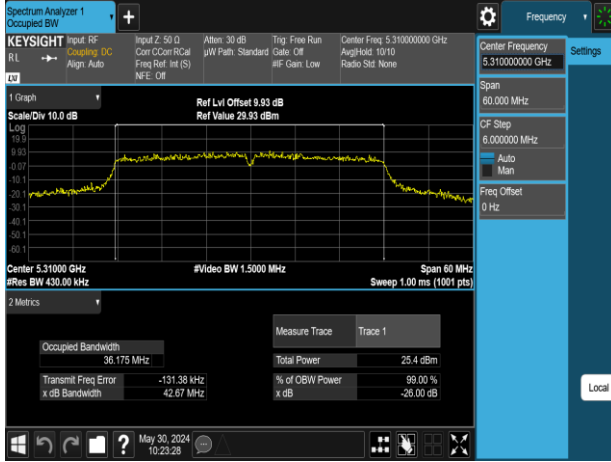 Spectrum Analyzer 1
Occupied BW
+
Frequency
KEYSIGHT
R L
LXI
Input: RF
Coupling: DC
Align: Auto
Input Z: 50 Ω
Corr CCorr RCal
Freq Ref: Int (S)
NFE: Off
Atten: 30 dB
µW Path: Standard
Trig: Free Run
Gate: Off
#IF Gain: Low
Center Freq: 5.310000000 GHz
Avg|Hold: 10/10
Radio Std: None
Center Frequency
5.310000000 GHz
Settings
Span
60.000 MHz
CF Step
6.000000 MHz
Auto
Man
Freq Offset
0 Hz
1 Graph
Scale/Div 10.0 dB
Ref Lvl Offset 9.93 dB
Ref Value 29.93 dBm
Log
19.9
9.93
-0.07
-10.1
-20.1
-30.1
-40.1
-50.1
-60.1
Center 5.31000 GHz
#Res BW 430.00 kHz
#Video BW 1.5000 MHz
Span 60 MHz
Sweep 1.00 ms (1001 pts)
2 Metrics
Measure Trace
Trace 1
Occupied Bandwidth
36.175 MHz
Total Power
25.4 dBm
Transmit Freq Error
-131.38 kHz
% of OBW Power
99.00 %
x dB Bandwidth
42.67 MHz
x dB
-26.00 dB
Local
?
May 30, 2024
10:23:28